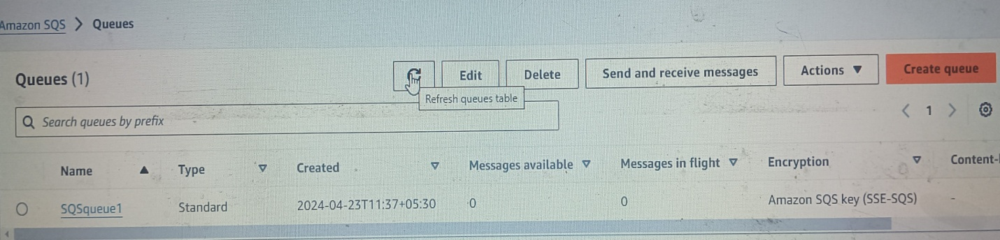 Amazon SQS > Queues
Queues (1)
Edit
Delete
Send and receive messages
Actions ▼
Create queue
Refresh queues table
Search queues by prefix
< 1 >
Name ▲ Type ▽ Created ▽ Messages available ▽ Messages in flight ▽ Encryption ▽ Content-
SQSqueue1 Standard 2024-04-23T11:37+05:30 0 0 Amazon SQS key (SSE-SQS) -